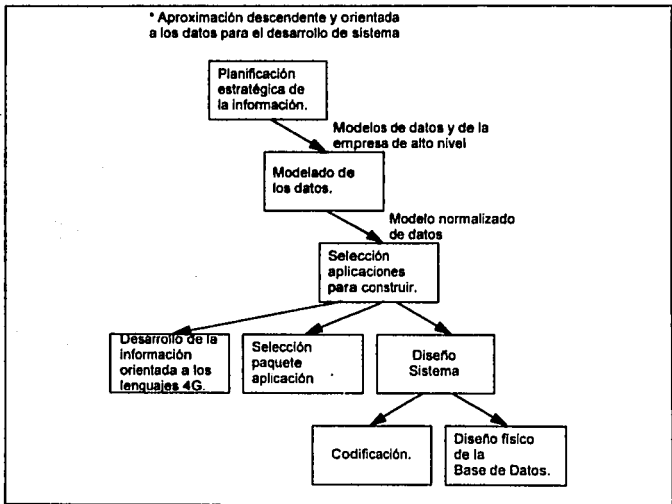 * Aproximación descendente y orientada
a los datos para el desarrollo de sistema
Planificación
estratégica de
la información.
Modelos de datos y de la
empresa de alto nivel
Modelado de
los datos.
Modelo normalizado
de datos
Selección
aplicaciones
para construir.
Desarrollo de la
información
orientada a los
lenguajes 4G.
Selección
paquete
aplicación
Diseño
Sistema
Codificación.
Diseño físico
de la
Base de Datos.